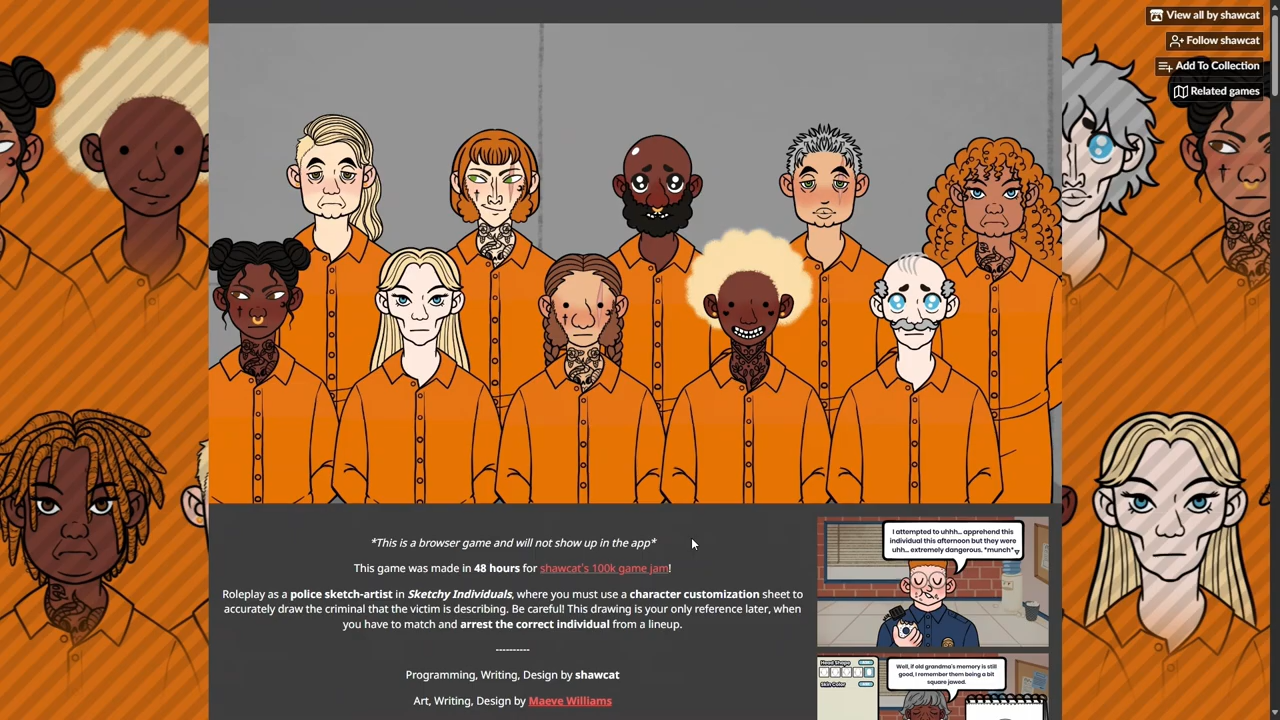 View all by shawcat
Follow shawcat
Add To Collection
Related games
*This is a browser game and will not show up in the app*
This game was made in 48 hours for shawcat's 100k game jam!
Roleplay as a police sketch-artist in Sketchy Individuals, where you must use a character customization sheet to
accurately draw the criminal that the victim is describing. Be careful! This drawing is your only reference later, when
you have to match and arrest the correct individual from a lineup.
----------
Programming, Writing, Design by shawcat
Art, Writing, Design by Maeve Williams
I attempted to uhhh... apprehend this
individual this afternoon but they were
uhh... extremely dangerous. *munch*
Head Shape
Skin Color
Well, if old grandma's memory is still
good, I remember them being a bit
square jawed.